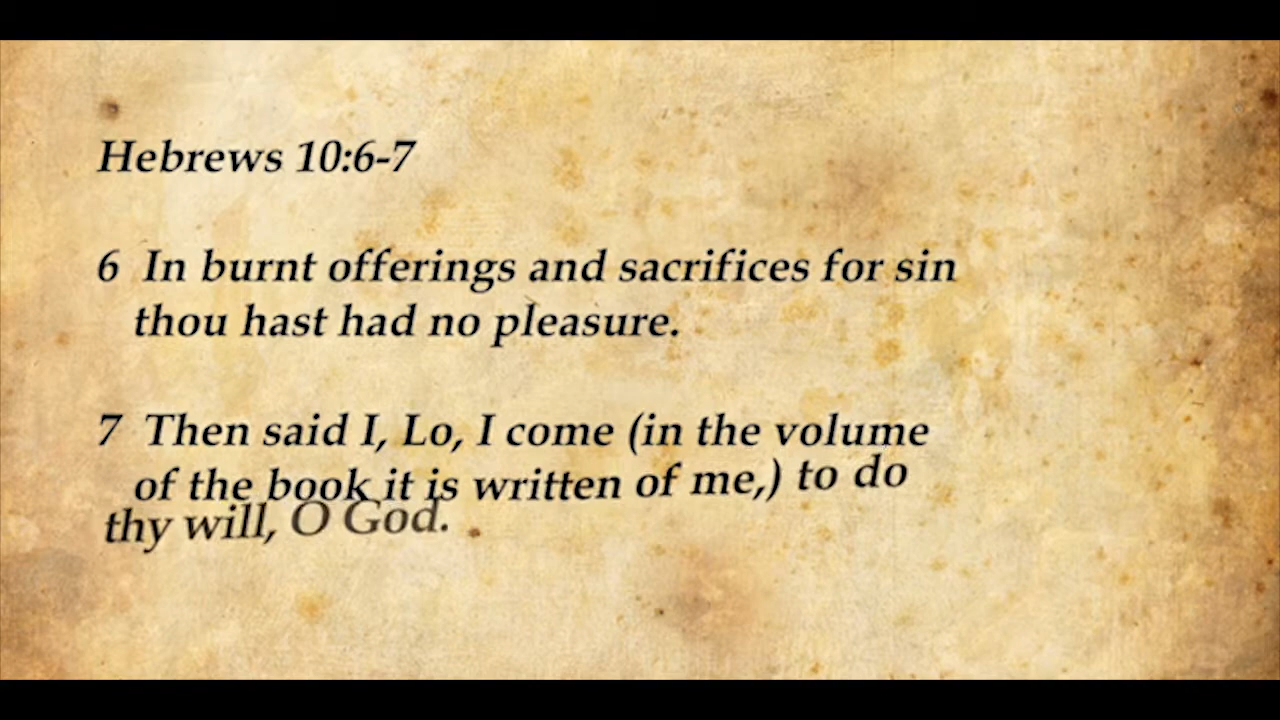 Hebrews 10:6-7
6 In burnt offerings and sacrifices for sin
thou hast had no pleasure.
7 Then said I, Lo, I come (in the volume
of the book it is written of me,) to do
thy will, O God.